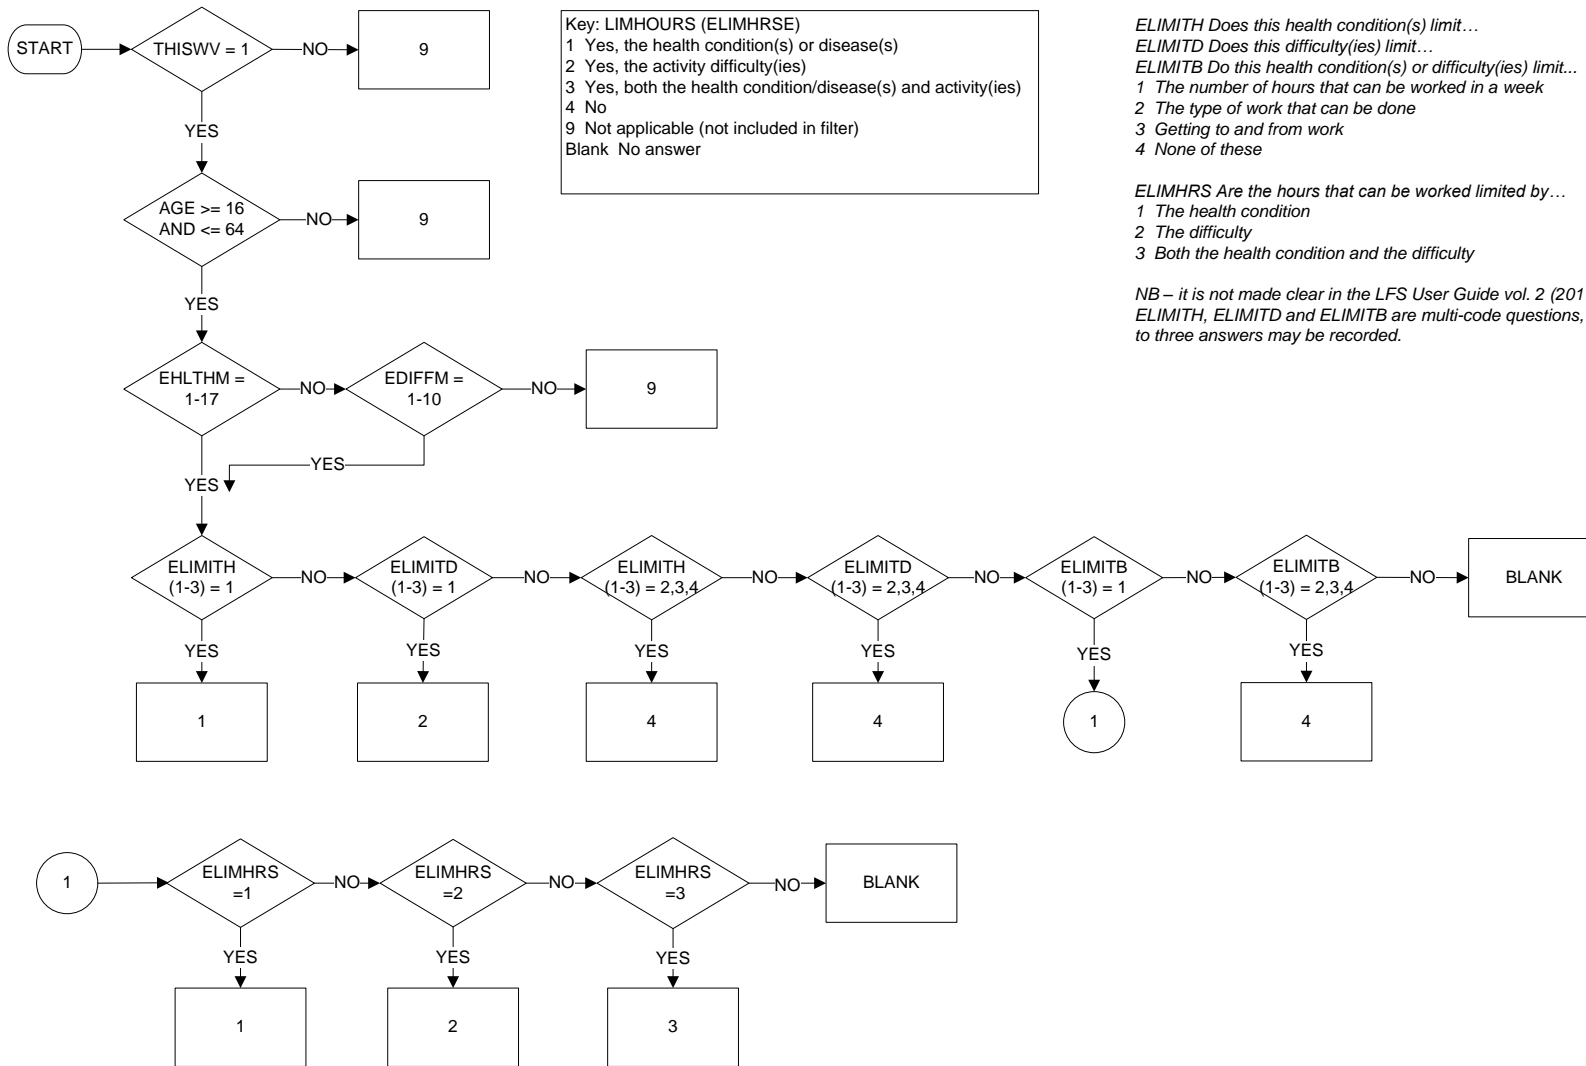 START
THISWV = 1
NO
9
YES
Key: LIMHOURS (ELIMHRSE)
1 Yes, the health condition(s) or disease(s)
2 Yes, the activity difficulty(ies)
3 Yes, both the health condition/disease(s) and activity(ies)
4 No
9 Not applicable (not included in filter)
Blank No answer
ELIMITH Does this health condition(s) limit…
ELIMITD Does this difficulty(ies) limit…
ELIMITB Do this health condition(s) or difficulty(ies) limit...
1 The number of hours that can be worked in a week
2 The type of work that can be done
3 Getting to and from work
4 None of these
ELIMHRS Are the hours that can be worked limited by…
1 The health condition
2 The difficulty
3 Both the health condition and the difficulty
NB – it is not made clear in the LFS User Guide vol. 2 (201
ELIMITH, ELIMITD and ELIMITB are multi-code questions,
to three answers may be recorded.
AGE >= 16
AND <= 64
NO
9
YES
EHLTHM =
1-17
NO
EDIFFM =
1-10
NO
9
YES
YES
ELIMITH
(1-3) = 1
NO
ELIMITD
(1-3) = 1
NO
ELIMITH
(1-3) = 2,3,4
NO
ELIMITD
(1-3) = 2,3,4
NO
ELIMITB
(1-3) = 1
NO
ELIMITB
(1-3) = 2,3,4
NO
BLANK
YES
YES
YES
YES
YES
YES
1
2
4
4
1
4
1
ELIMHRS
=1
NO
ELIMHRS
=2
NO
ELIMHRS
=3
NO
BLANK
YES
YES
YES
1
2
3